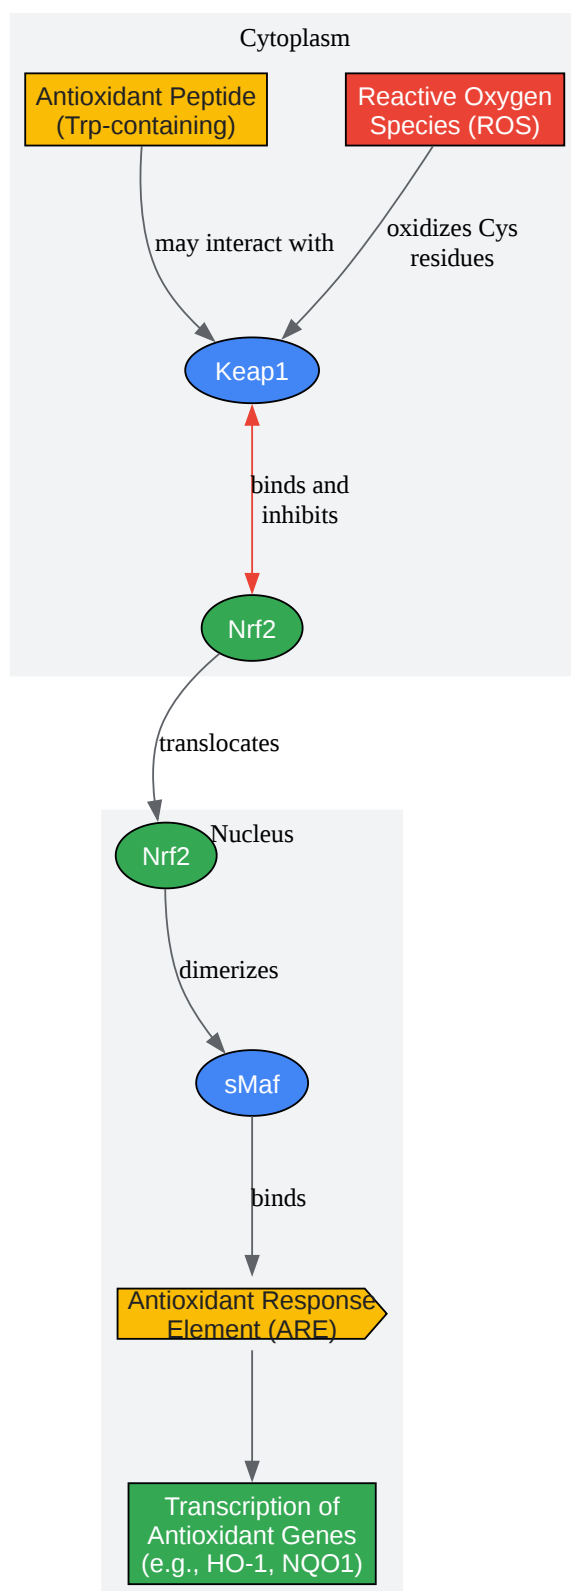 Cytoplasm
Antioxidant Peptide
(Trp-containing)
Reactive Oxygen
Species (ROS)
may interact with
oxidizes Cys
residues
Keap1
binds and
inhibits
Nrf2
translocates
Nucleus
Nrf2
dimerizes
sMaf
binds
Antioxidant Response
Element (ARE)
Transcription of
Antioxidant Genes
(e.g., HO-1, NQO1)